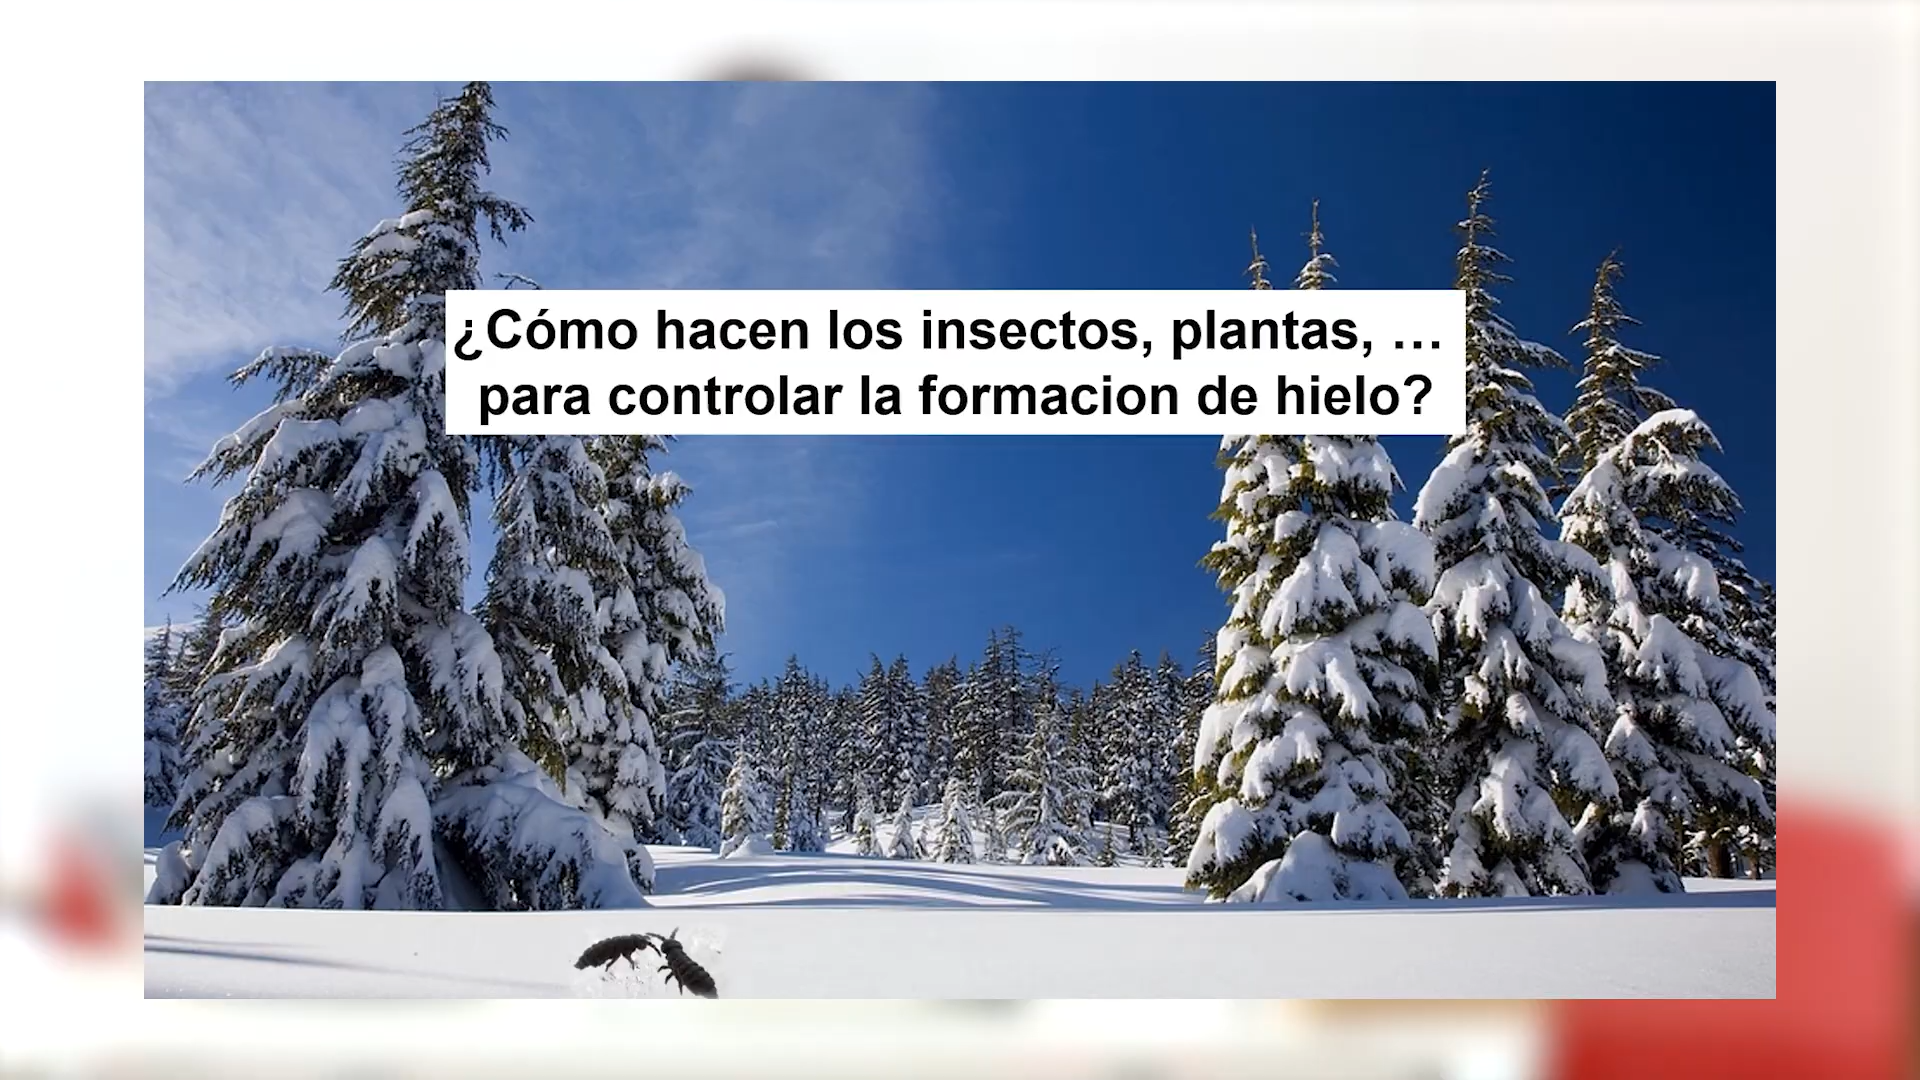 ¿Cómo hacen los insectos, plantas, …
para controlar la formacion de hielo?